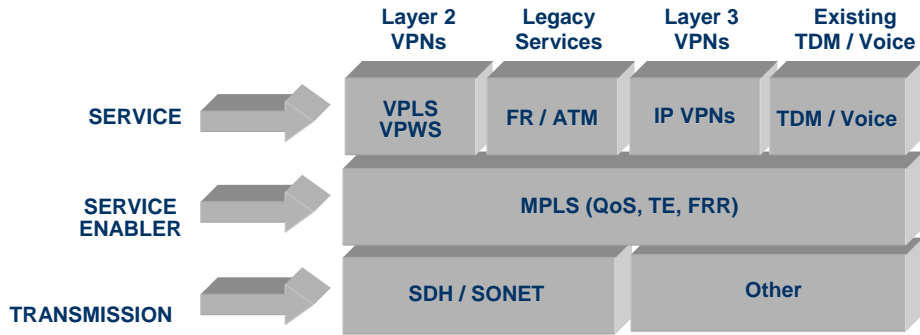 Layer 2
VPNs
Legacy
Services
Layer 3
VPNs
Existing
TDM / Voice
SERVICE
VPLS
VPWS
FR / ATM
IP VPNs
TDM / Voice
SERVICE
ENABLER
MPLS (QoS, TE, FRR)
TRANSMISSION
SDH / SONET
Other